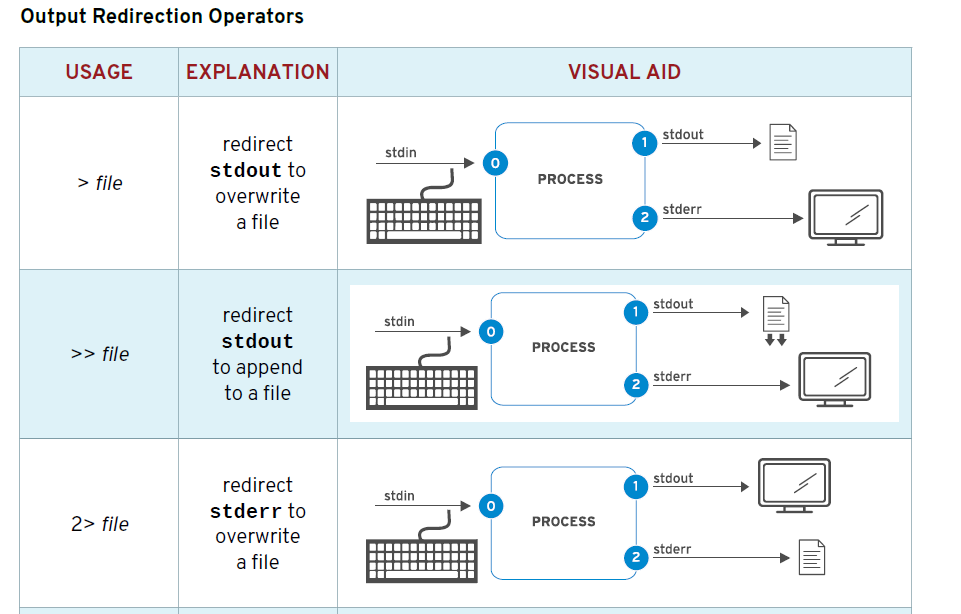 Output Redirection Operators
USAGE EXPLANATION VISUAL AID
> file
redirect
stdout to
overwrite
a file
stdin
0
PROCESS
1
stdout
2
stderr
>> file
redirect
stdout
to append
to a file
stdin
0
PROCESS
1
stdout
2
stderr
2> file
redirect
stderr to
overwrite
a file
stdin
0
PROCESS
1
stdout
2
stderr